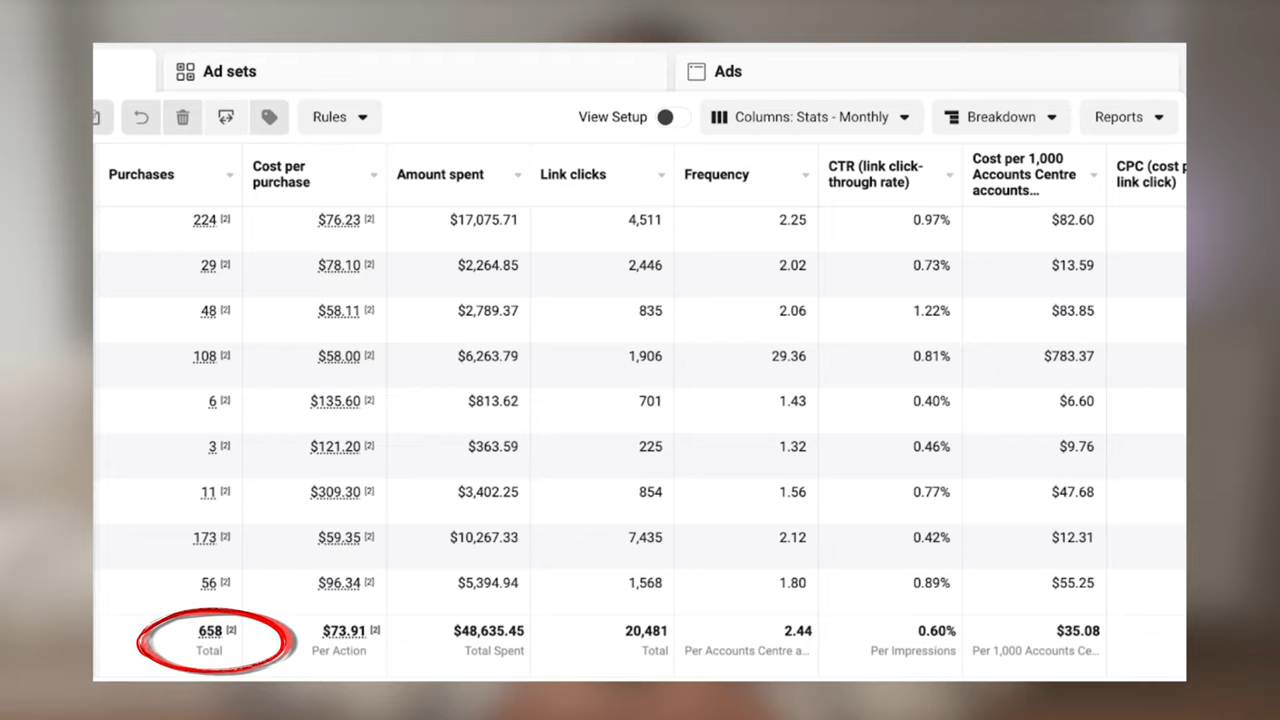 Ad sets Ads
Rules View Setup Columns: Stats - Monthly Breakdown Reports
Purchases Cost per purchase Amount spent Link clicks Frequency CTR (link click-through rate) Cost per 1,000 Accounts Centre accounts... CPC (cost link click)
224 [2] $76.23 [2] $17,075.71 4,511 2.25 0.97% $82.60
29 [2] $78.10 [2] $2,264.85 2,446 2.02 0.73% $13.59
48 [2] $58.11 [2] $2,789.37 835 2.06 1.22% $83.85
108 [2] $58.00 [2] $6,263.79 1,906 29.36 0.81% $783.37
6 [2] $135.60 [2] $813.62 701 1.43 0.40% $6.60
3 [2] $121.20 [2] $363.59 225 1.32 0.46% $9.76
11 [2] $309.30 [2] $3,402.25 854 1.56 0.77% $47.68
173 [2] $59.35 [2] $10,267.33 7,435 2.12 0.42% $12.31
56 [2] $96.34 [2] $5,394.94 1,568 1.80 0.89% $55.25
658 [2] $73.91 [2] $48,635.45 20,481 2.44 0.60% $35.08
Total Per Action Total Spent Total Per Accounts Centre a... Per Impressions Per 1,000 Accounts Ce...